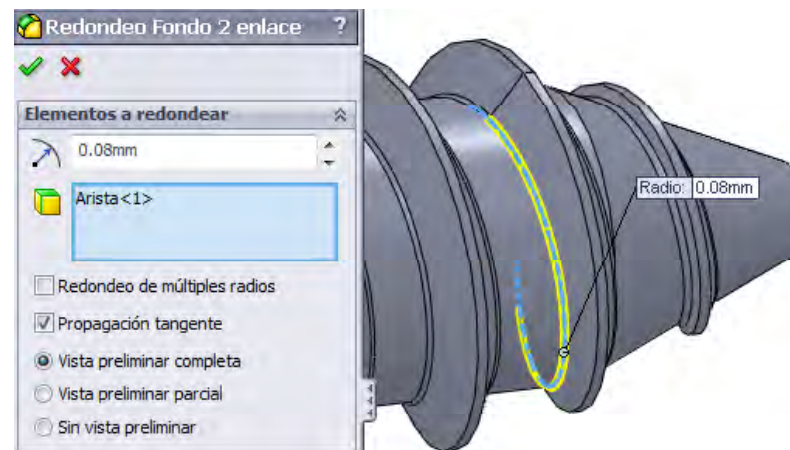 Redondeo Fondo 2 enlace ?
Elementos a redondear
0.08mm
Arista<1>
Redondeo de múltiples radios
Propagación tangente
Vista preliminar completa
Vista preliminar parcial
Sin vista preliminar
Radio: 0.08mm